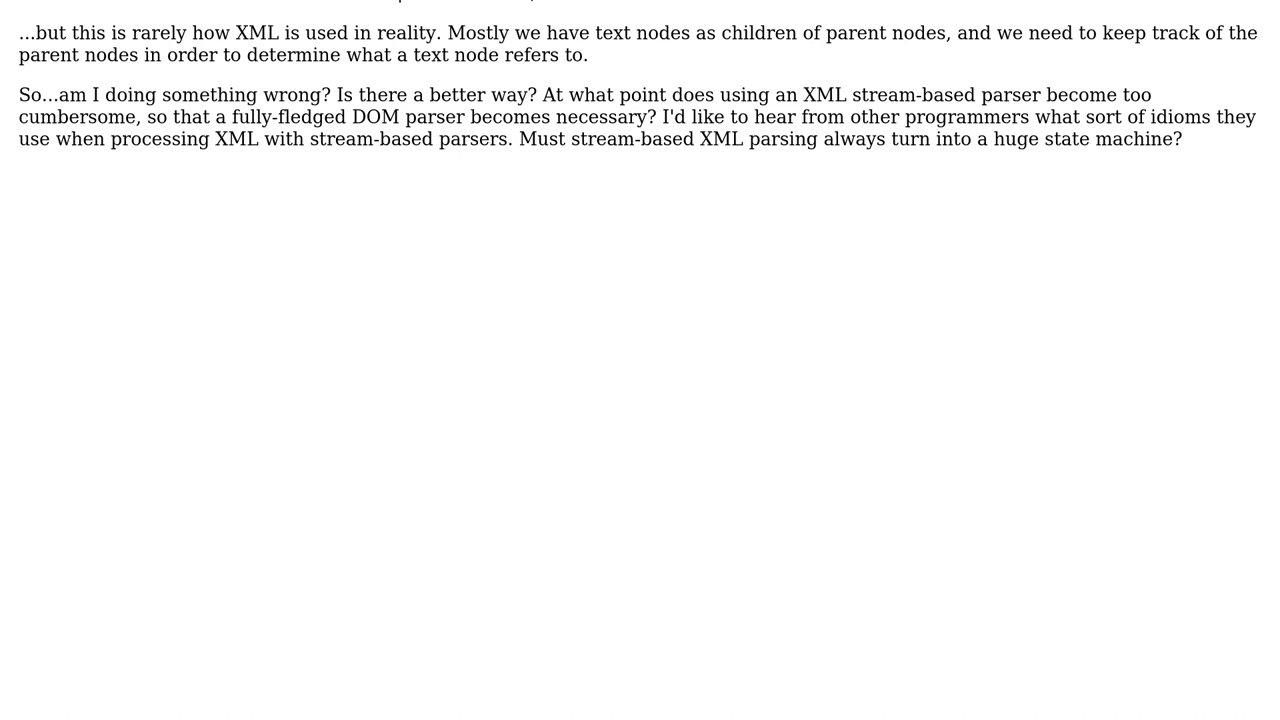 ...but this is rarely how XML is used in reality. Mostly we have text nodes as children of parent nodes, and we need to keep track of the
parent nodes in order to determine what a text node refers to.
So...am I doing something wrong? Is there a better way? At what point does using an XML stream-based parser become too
cumbersome, so that a fully-fledged DOM parser becomes necessary? I'd like to hear from other programmers what sort of idioms they
use when processing XML with stream-based parsers. Must stream-based XML parsing always turn into a huge state machine?